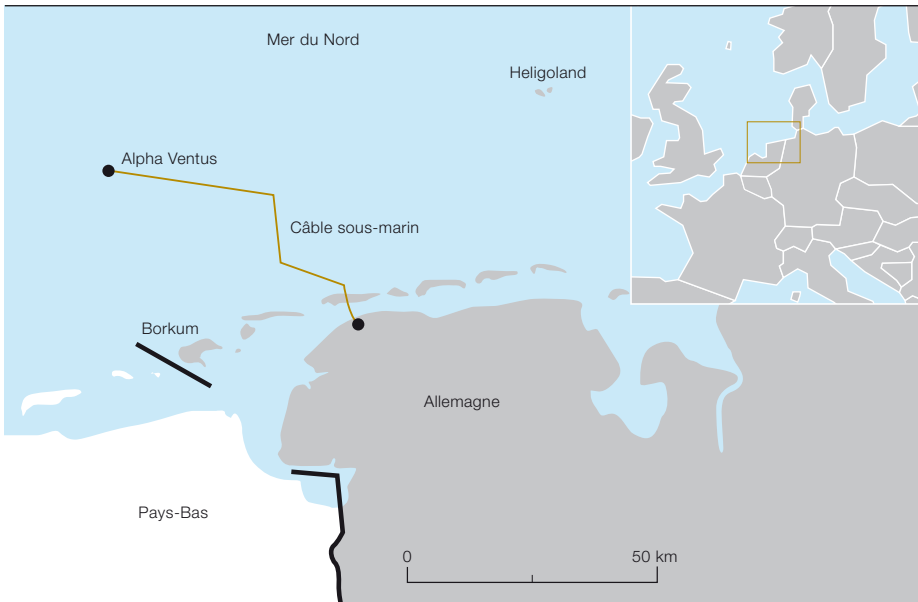 Mer du Nord
Heligoland
Alpha Ventus
Câble sous-marin
Borkum
Allemagne
Pays-Bas
0 50 km